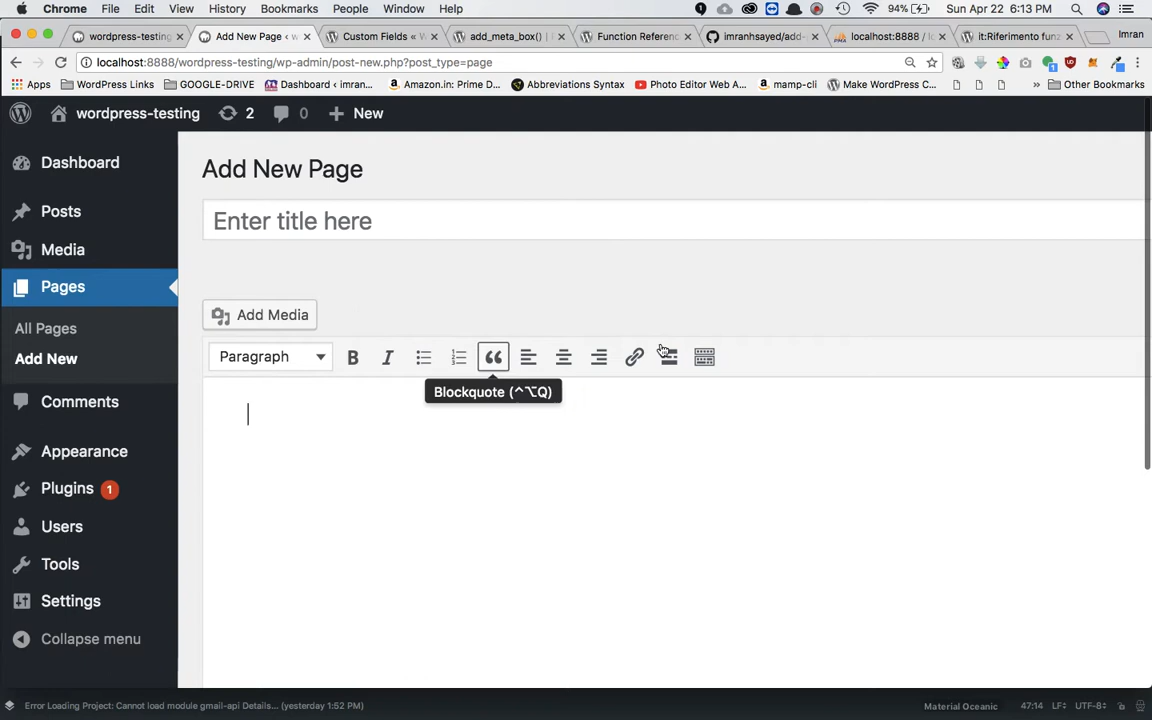 Chrome File Edit View History Bookmarks People Window Help 94% Sun Apr 22 6:13 PM
wordpress-testing Add New Page ‹ w Custom Fields « W add_meta_box() | Function Referenc imranhsayed/add- localhost:8888 / lo it:Riferimento funz Imran
localhost:8888/wordpress-testing/wp-admin/post-new.php?post_type=page
Apps WordPress Links GOOGLE-DRIVE Dashboard ‹ imran... Amazon.in: Prime D... Abbreviations Syntax Photo Editor Web A... mamp-cli Make WordPress C... » Other Bookmarks
wordpress-testing 2 0 New
Dashboard
Posts
Media
Pages
All Pages
Add New
Comments
Appearance
Plugins 1
Users
Tools
Settings
Collapse menu
Add New Page
Enter title here
Add Media
Paragraph B I
Blockquote (^⌥Q)
Error Loading Project: Cannot load module gmail-api Details... (yesterday 1:52 PM) Material Oceanic 47:14 LF÷ UTF-8÷